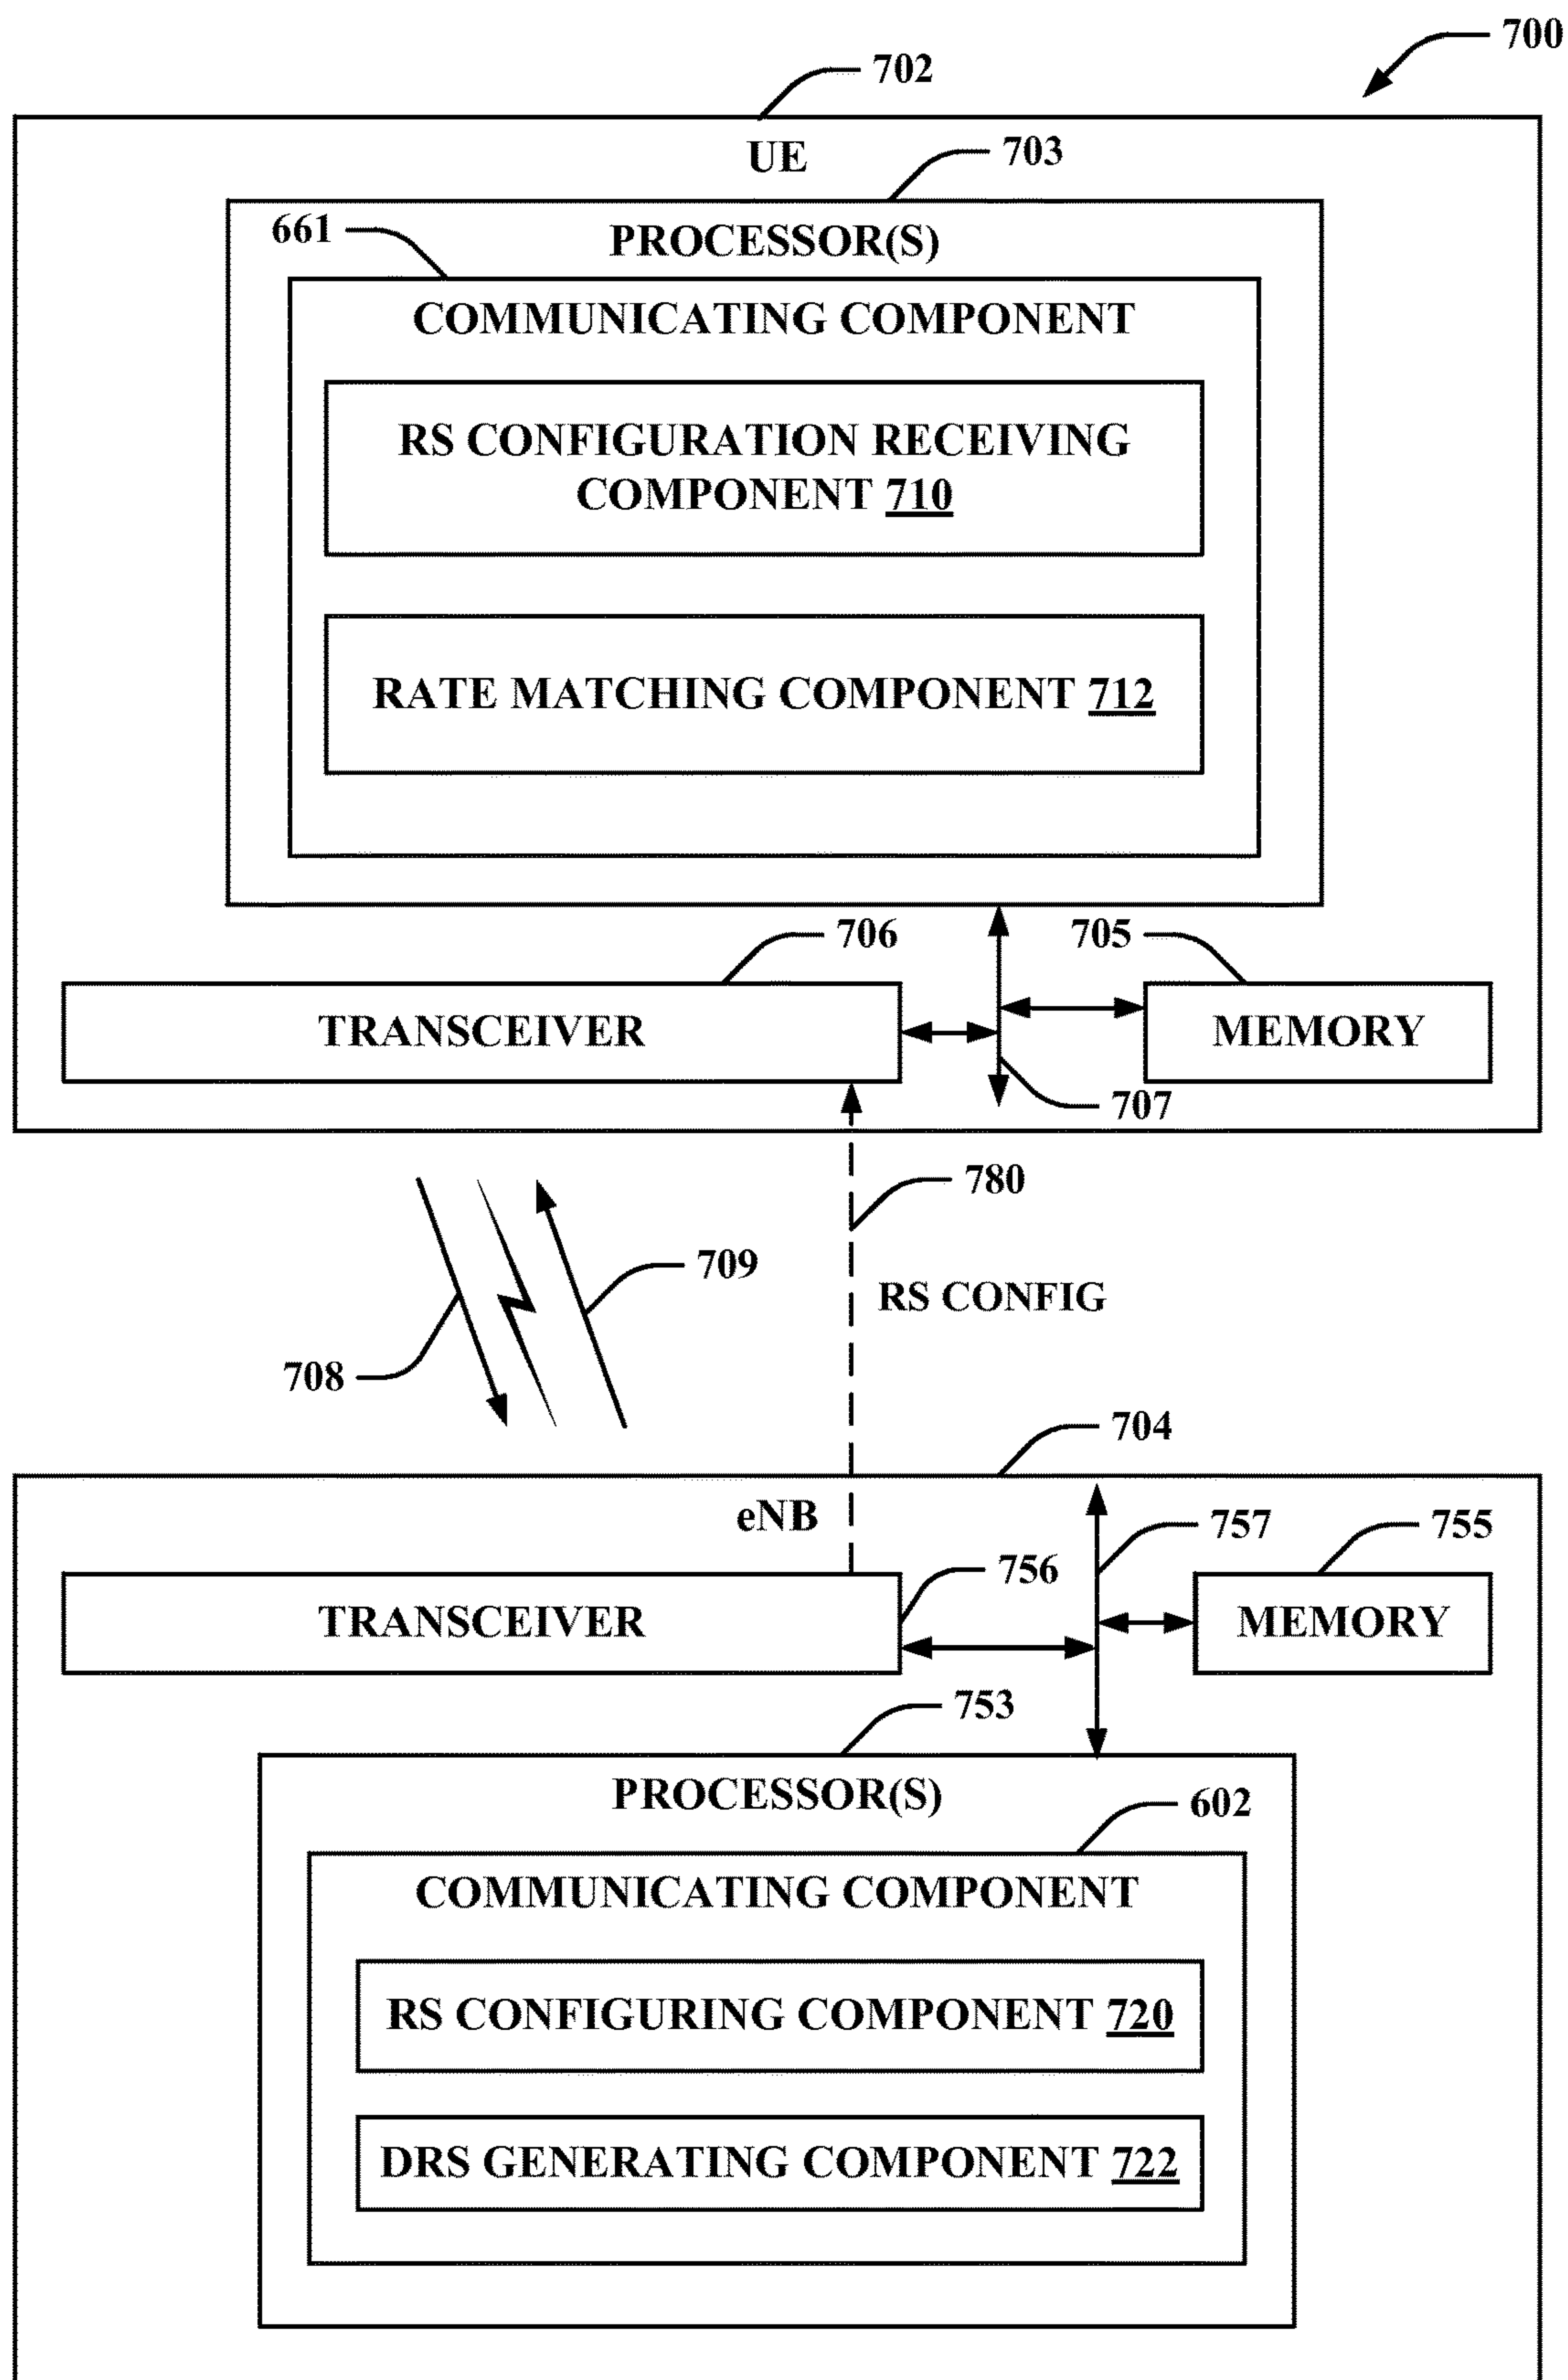 700
702
UE
703
661
PROCESSOR(S)
COMMUNICATING COMPONENT
RS CONFIGURATION RECEIVING
COMPONENT 710
RATE MATCHING COMPONENT 712
706
705
TRANSCEIVER
MEMORY
707
780
709
RS CONFIG
708
704
eNB
757
755
756
TRANSCEIVER
MEMORY
753
PROCESSOR(S)
602
COMMUNICATING COMPONENT
RS CONFIGURING COMPONENT 720
DRS GENERATING COMPONENT 722